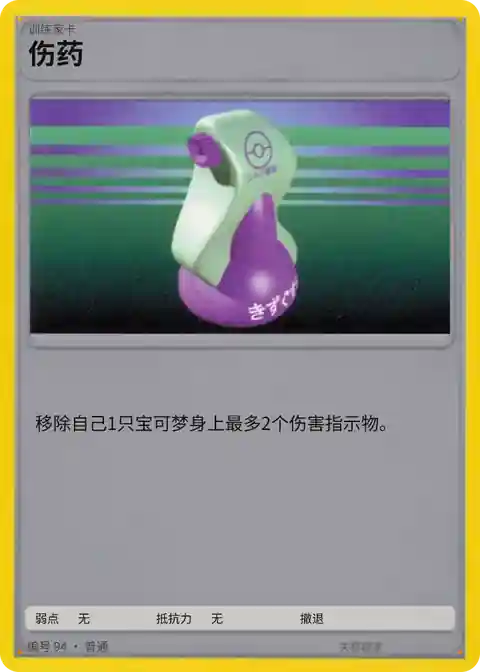 训练家卡
伤药
きずぐす
移除自己1只宝可梦身上最多2个伤害指示物。
弱点 无 抵抗力 无 撤退
编号 94 · 普通